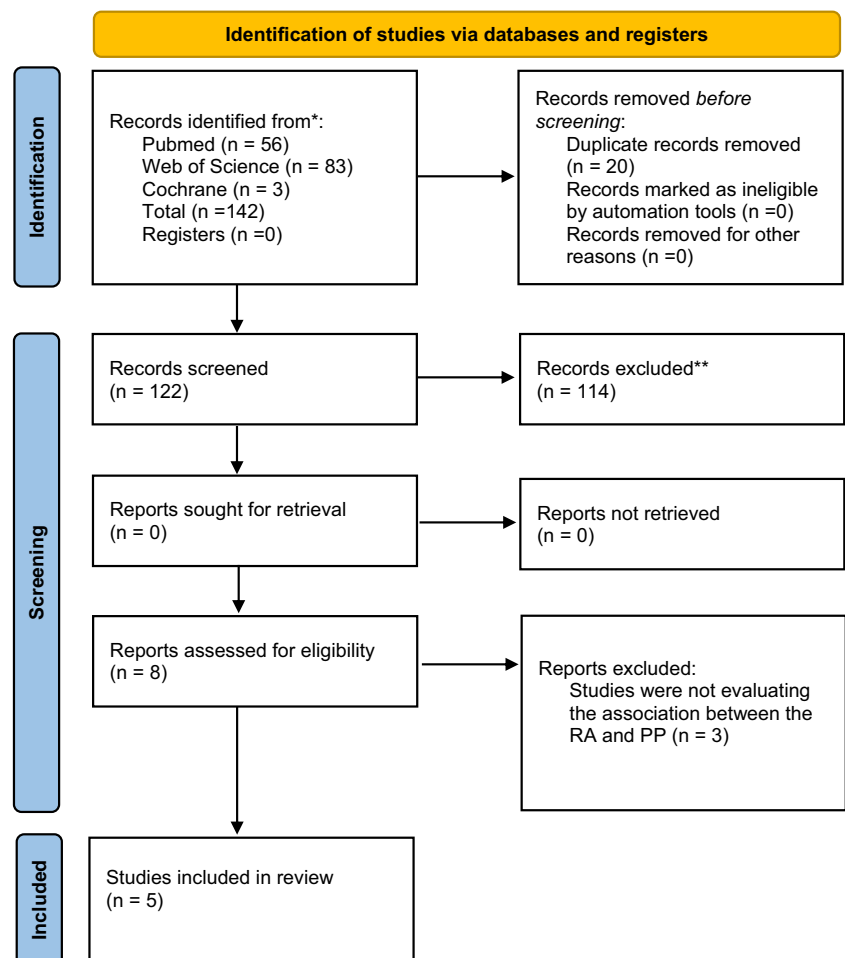 Identification of studies via databases and registers
Identification
Records identified from*:
Pubmed (n = 56)
Web of Science (n = 83)
Cochrane (n = 3)
Total (n =142)
Registers (n =0)
Records removed before
screening:
Duplicate records removed
(n = 20)
Records marked as ineligible
by automation tools (n =0)
Records removed for other
reasons (n =0)
Screening
Records screened
(n = 122)
Records excluded**
(n = 114)
Reports sought for retrieval
(n = 0)
Reports not retrieved
(n = 0)
Reports assessed for eligibility
(n = 8)
Reports excluded:
Studies were not evaluating
the association between the
RA and PP (n = 3)
Included
Studies included in review
(n = 5)